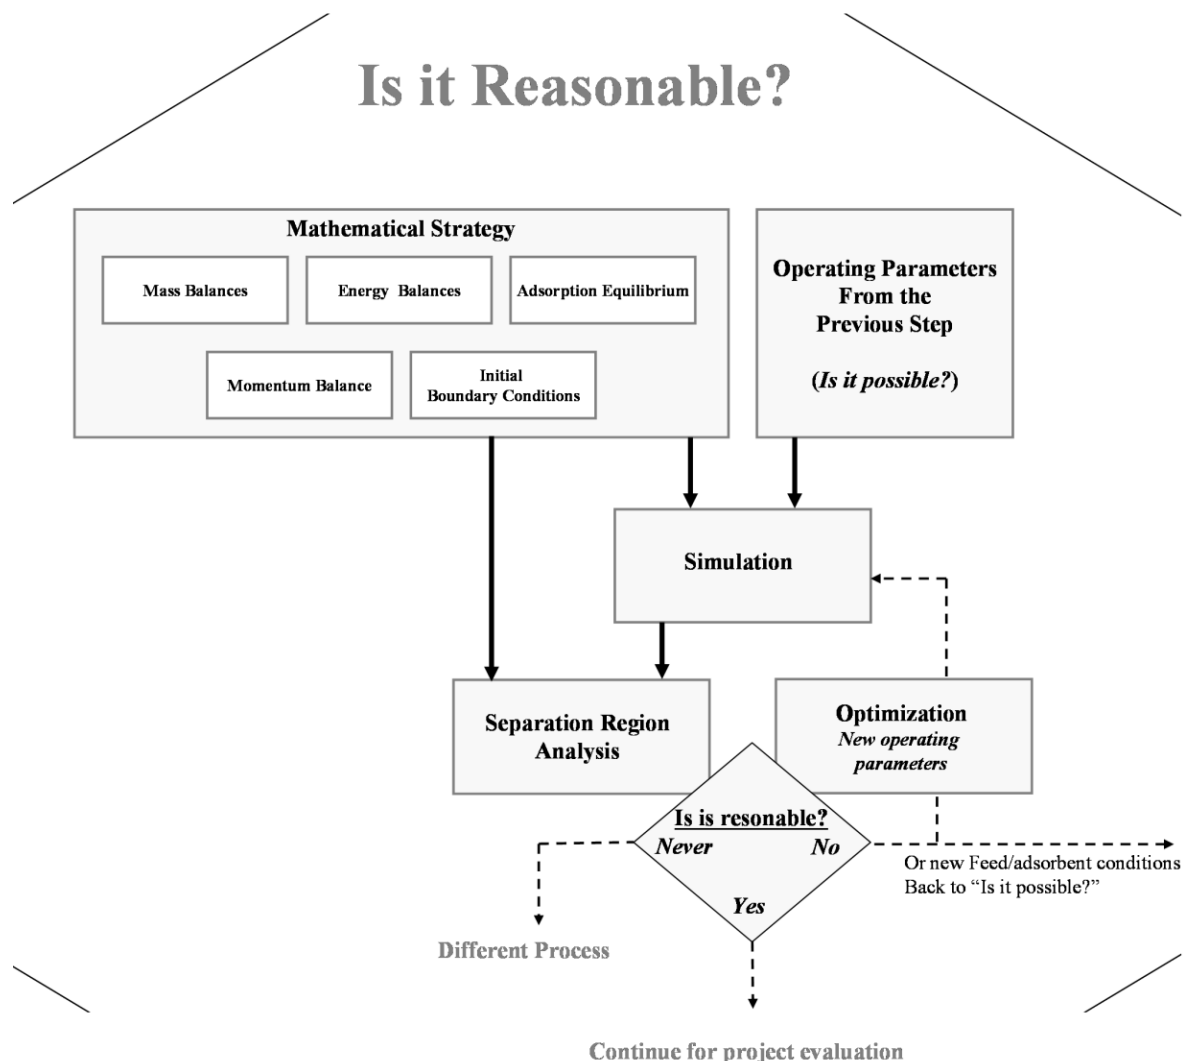 Is it Reasonable?
Mathematical Strategy
Mass Balances
Energy Balances
Adsorption Equilibrium
Momentum Balance
Initial
Boundary Conditions
Operating Parameters
From the
Previous Step
(Is it possible?)
Simulation
Separation Region
Analysis
Optimization
New operating
parameters
Is is resonable?
Never
No
Yes
Or new Feed/adsorbent conditions
Back to “Is it possible?”
Different Process
Continue for project evaluation